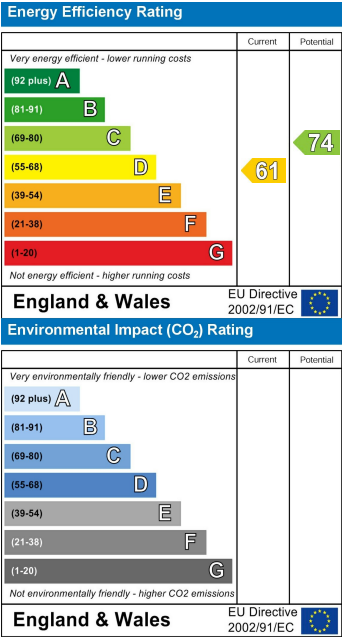 Energy Efficiency Rating
Current Potential
Very energy efficient - lower running costs
(92 plus) A
(81-91) B
(69-80) C
(55-68) D
(39-54) E
(21-38) F
(1-20) G
61
74
Not energy efficient - higher running costs
England & Wales
EU Directive
2002/91/EC
Environmental Impact (CO₂) Rating
Current Potential
Very environmentally friendly - lower CO2 emissions
(92 plus) A
(81-91) B
(69-80) C
(55-68) D
(39-54) E
(21-38) F
(1-20) G
Not environmentally friendly - higher CO2 emissions
England & Wales
EU Directive
2002/91/EC